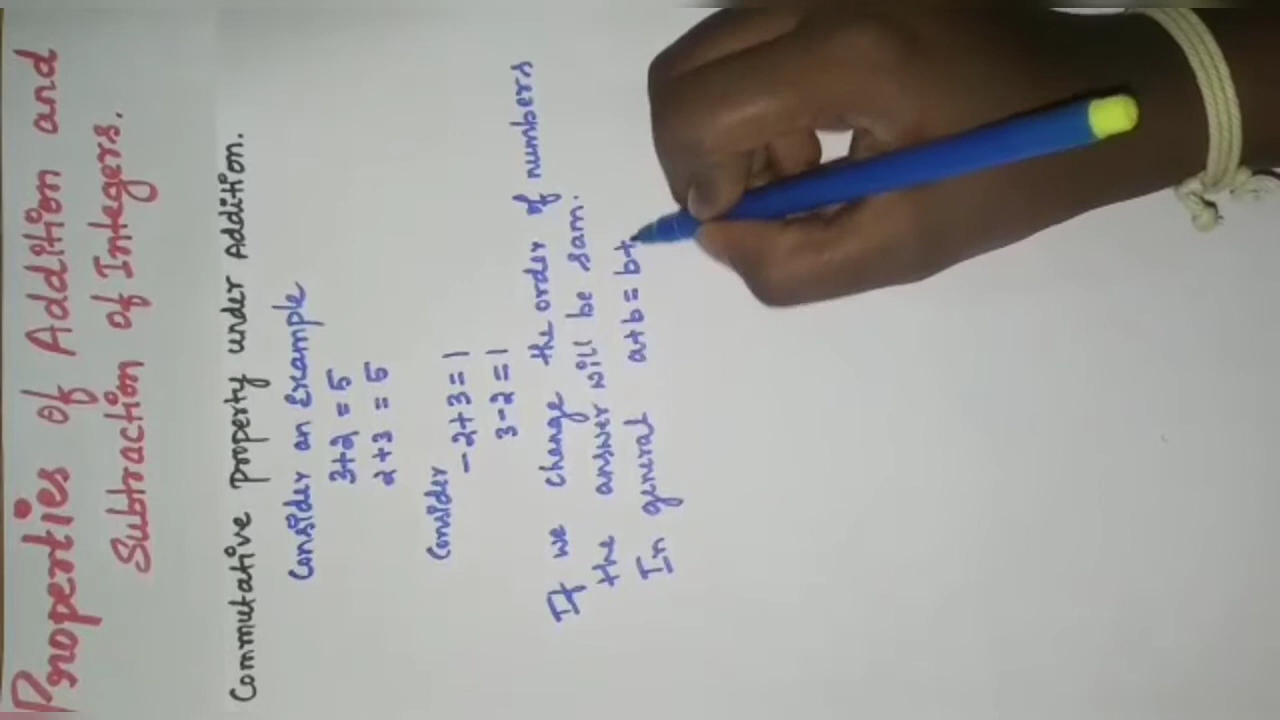 Properties of Addition and
Subtraction of Integers.
Commutative property under Addition.
Consider an Example
3+2 = 5
2+3 = 5
Consider
-2+3 = 1
3-2 = 1
If we change the order of numbers
the answer will be sam.
In general a+b = b+